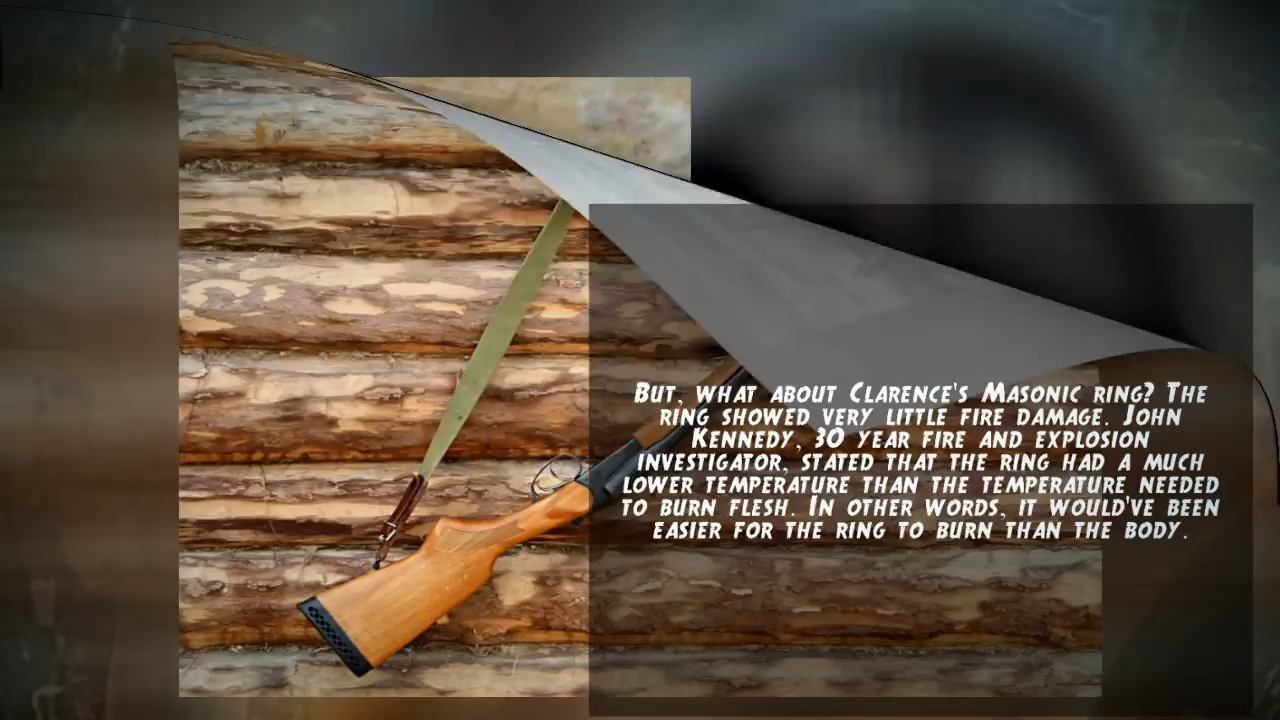 But, what about Clarence's Masonic ring? The
ring showed very little fire damage. John
Kennedy, 30 year fire and explosion
investigator, stated that the ring had a much
lower temperature than the temperature needed
to burn flesh. In other words, it would've been
easier for the ring to burn than the body.